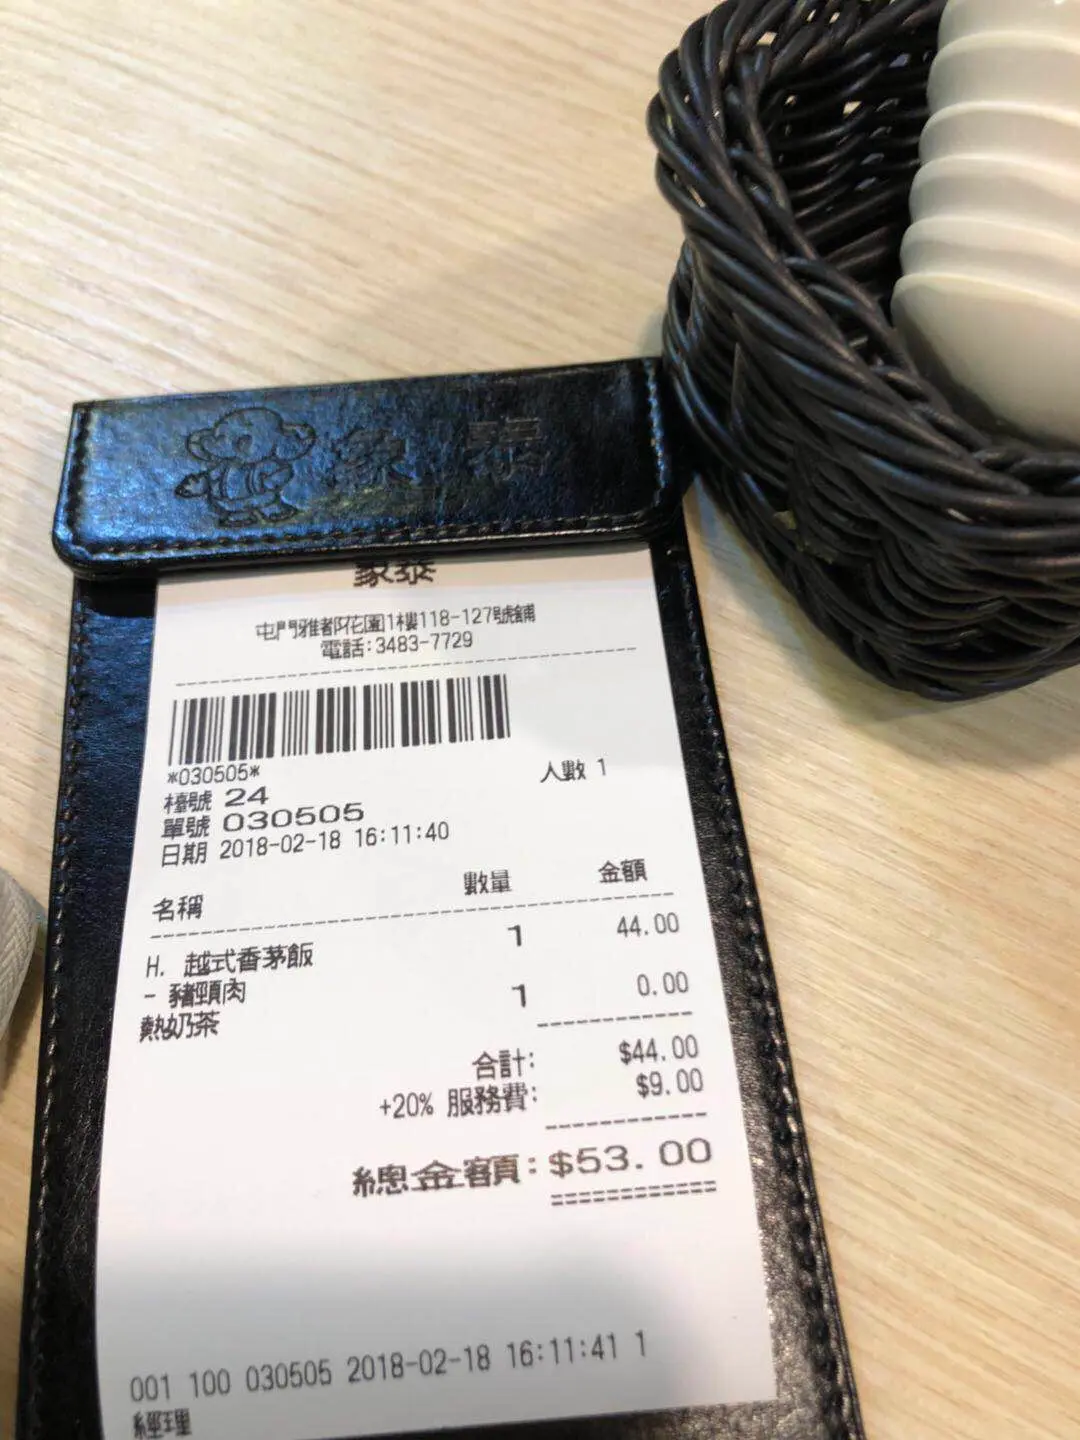 象泰
象泰
屯門雅都花園1樓118-127號舖
電話:3483-7729
*030505*
人數 1
檯號 24
單號 030505
日期 2018-02-18 16:11:40
名稱 數量 金額
H. 越式香茅飯 1 44.00
- 豬頸肉
熱奶茶 1 0.00
合計: $44.00
+20% 服務費: $9.00
總金額: $53.00
============
001 100 030505 2018-02-18 16:11:41 1
經理